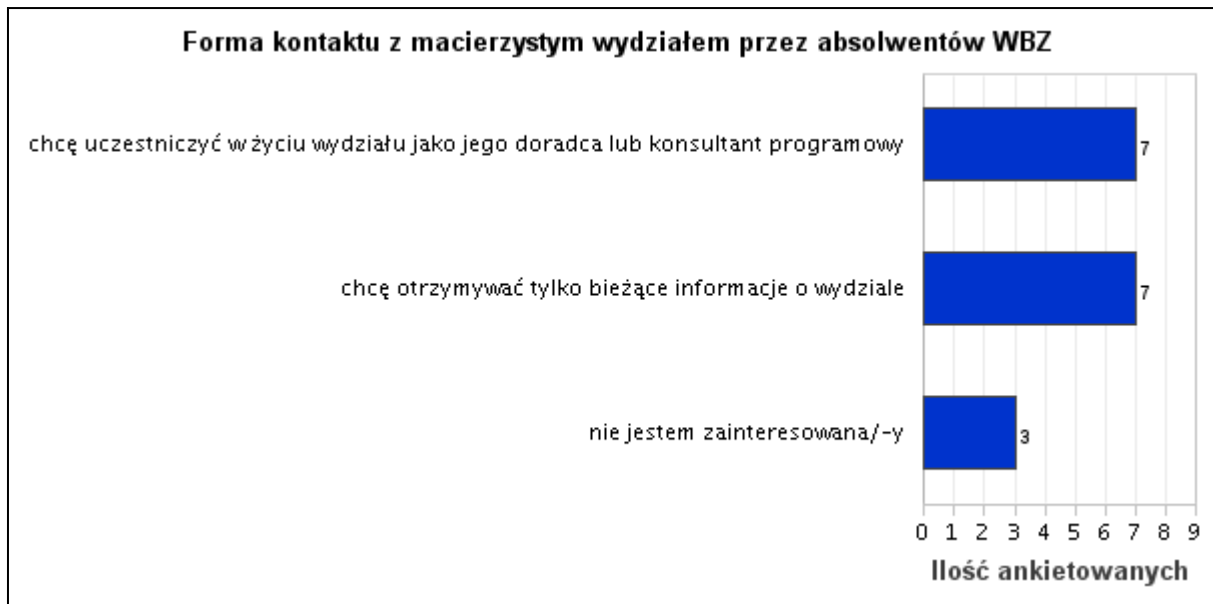 Forma kontaktu z macierzystym wydziałem przez absolwentów WBZ
chcę uczestniczyć w życiu wydziału jako jego doradca lub konsultant programowy
7
chcę otrzymywać tylko bieżące informacje o wydziale
7
nie jestem zainteresowana/-y
3
0 1 2 3 4 5 6 7 8 9
Ilość ankietowanych